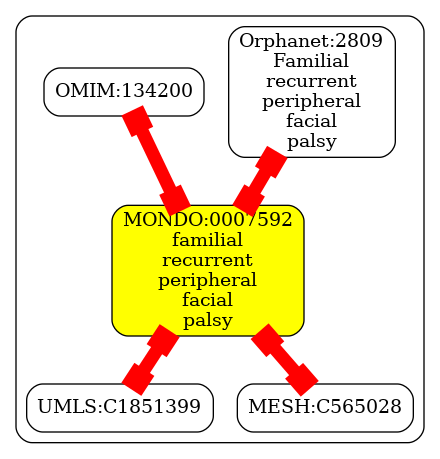 OMIM:134200
Orphanet:2809
Familial
recurrent
peripheral
facial
palsy
MONDO:0007592
familial
recurrent
peripheral
facial
palsy
UMLS:C1851399
MESH:C565028